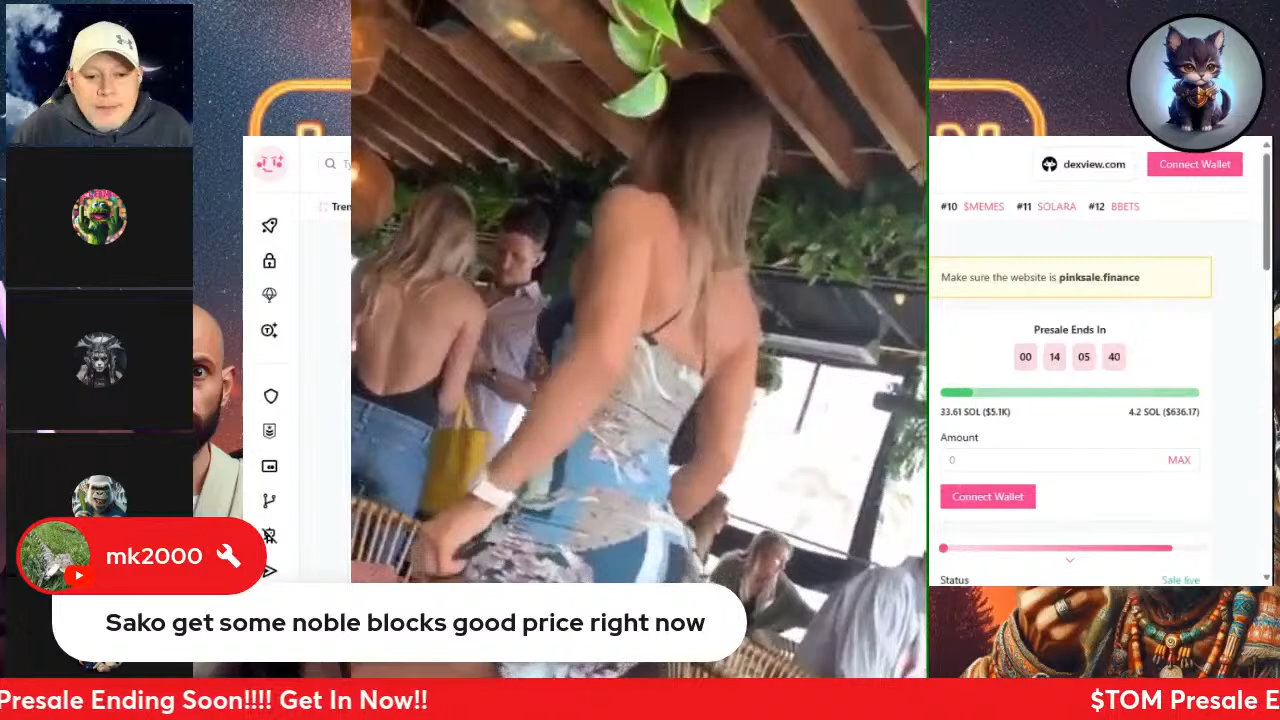 dexview.com
Connect Wallet
Tren
#10 $MEMES #11 SOLARA #12 BBETS
Make sure the website is pinksale.finance
Presale Ends In
00 14 05 40
33.61 SOL ($5.1K) 4.2 SOL ($636.17)
Amount
0 MAX
Connect Wallet
Status Sale live
mk2000
Sako get some noble blocks good price right now
Presale Ending Soon!!!! Get In Now!! $TOM Presale E